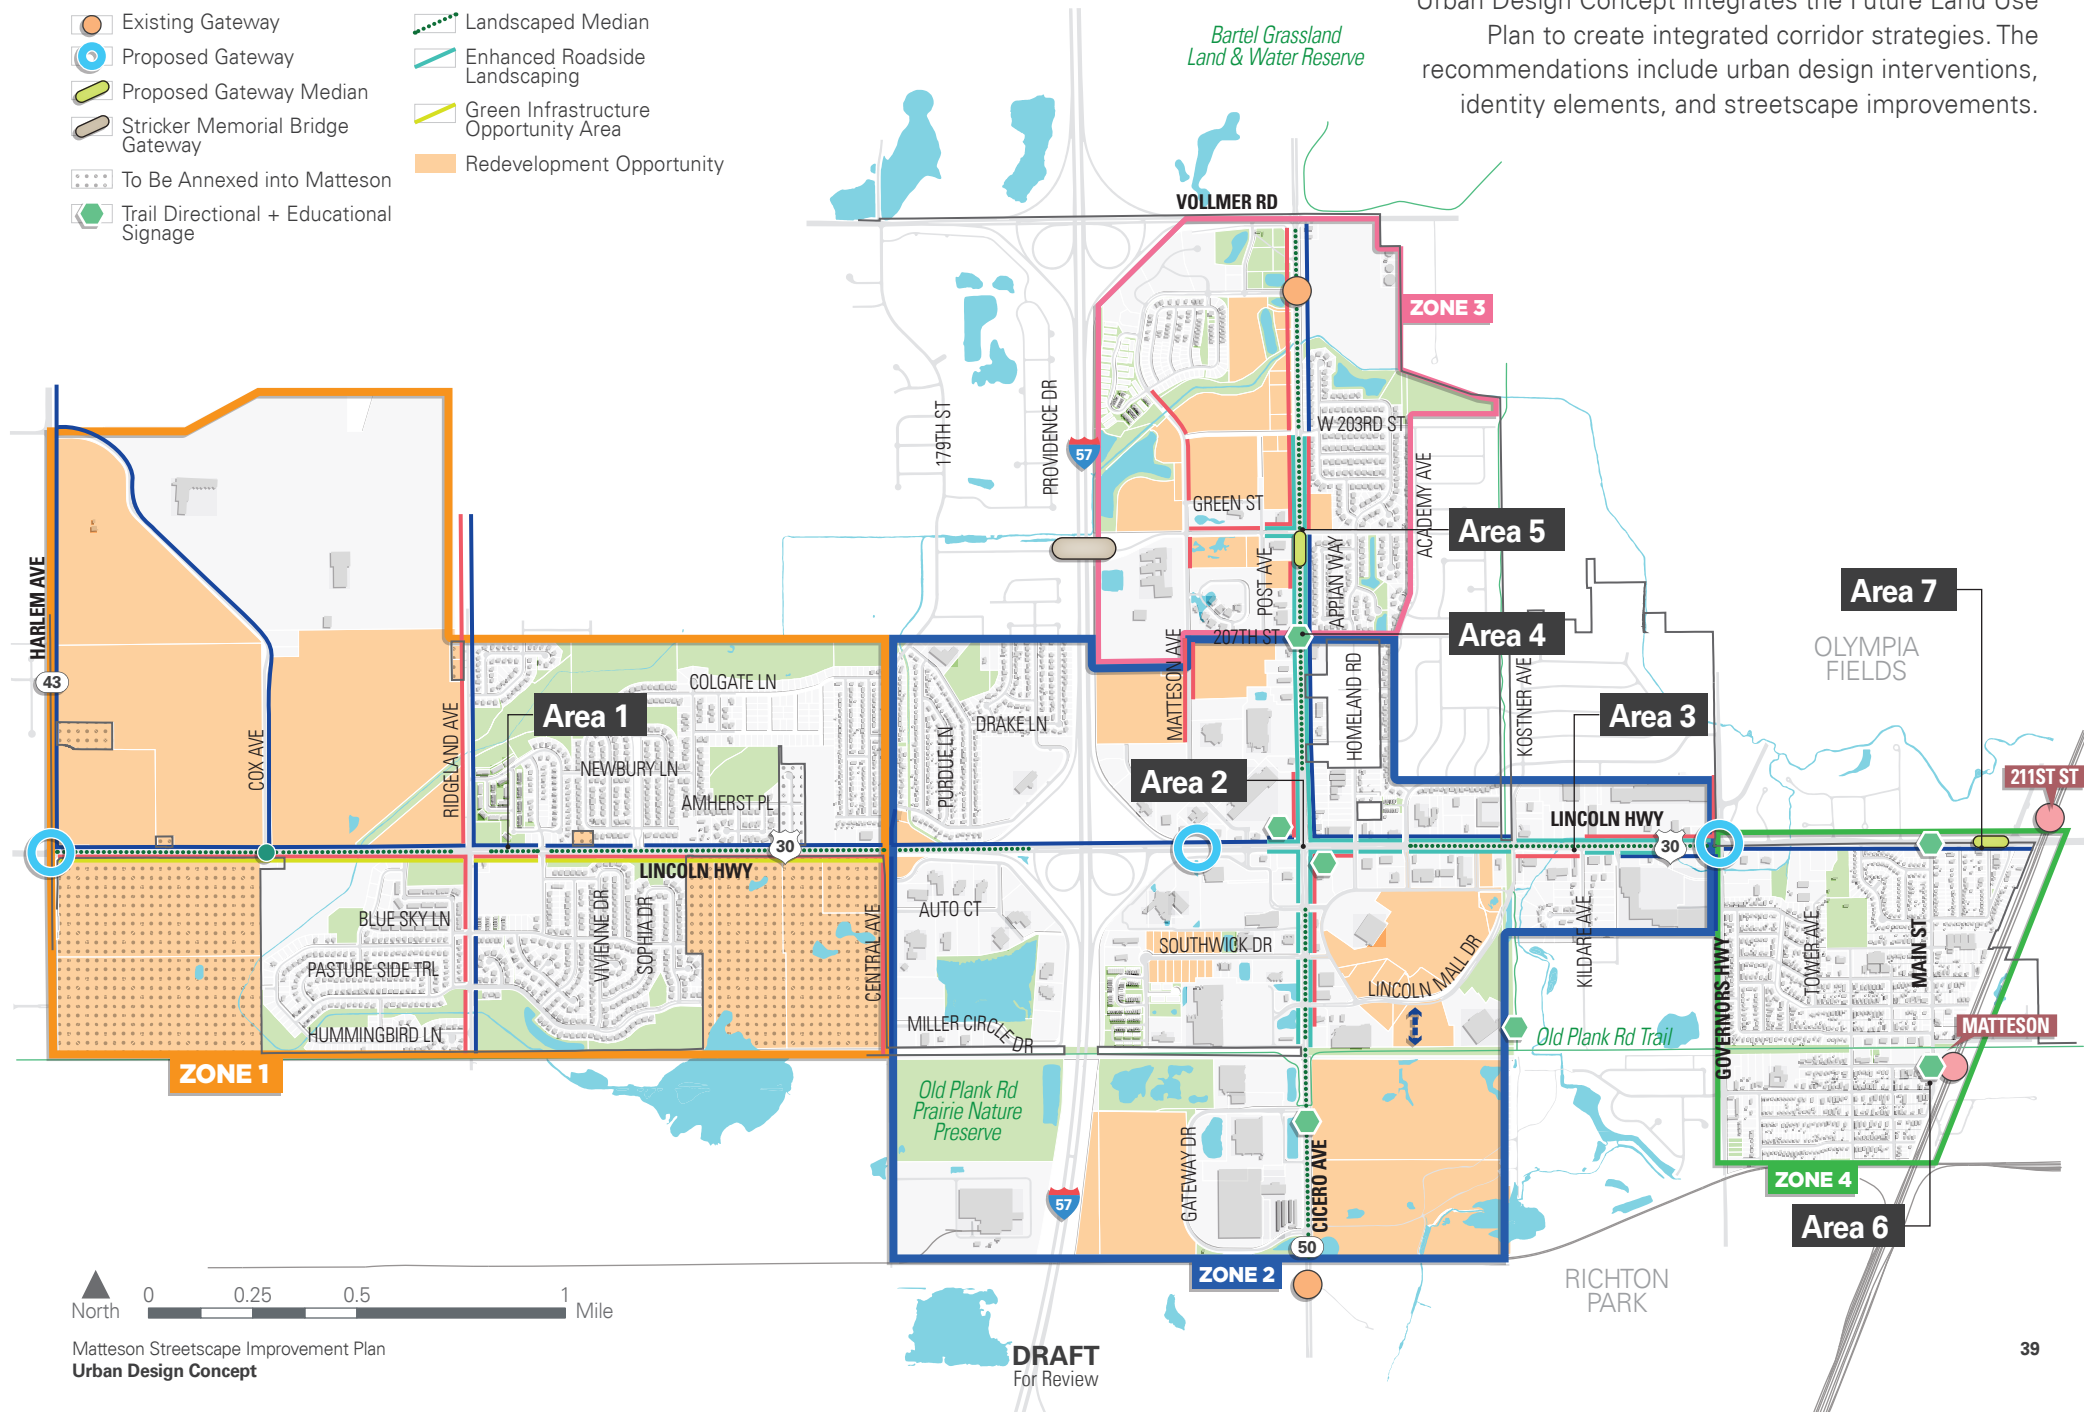 Existing Gateway
Proposed Gateway
Proposed Gateway Median
Stricker Memorial Bridge
Gateway
To Be Annexed into Matteson
Trail Directional + Educational
Signage
Landscaped Median
Enhanced Roadside
Landscaping
Green Infrastructure
Opportunity Area
Redevelopment Opportunity
Urban Design Concept integrates the Future Land Use
Plan to create integrated corridor strategies. The
recommendations include urban design interventions,
identity elements, and streetscape improvements.
Bartel Grassland
Land & Water Reserve
VOLLMER RD
ZONE 3
179TH ST
PROVIDENCE DR
57
W 203RD ST
ACADEMY AVE
GREEN ST
POST AVE
APPIAN WAY
Area 5
Area 7
Area 4
207TH ST
MATTESON AVE
HOMELAND RD
KOSTNER AVE
OLYMPIA
FIELDS
HARLEM AVE
43
COX AVE
RIDGELAND AVE
Area 1
COLGATE LN
NEWBURY LN
AMHERST PL
PURDUE LN
DRAKE LN
Area 2
Area 3
LINCOLN HWY
30
211ST ST
30
LINCOLN HWY
BLUE SKY LN
PASTURE SIDE TRL
HUMMINGBIRD LN
VIVIENNE DR
SOPHIA DR
CENTRAL AVE
AUTO CT
MILLER CIRCLE DR
SOUTHWICK DR
LINCOLN MALL DR
KILDARE AVE
GOVERNORS HWY
TOWER AVE
MAIN ST
MATTESON
Old Plank Rd Trail
ZONE 1
Old Plank Rd
Prairie Nature
Preserve
57
GATEWAY DR
CICERO AVE
50
ZONE 2
ZONE 4
Area 6
RICHTON
PARK
North
0
0.25
0.5
1
Mile
Matteson Streetscape Improvement Plan
Urban Design Concept
DRAFT
For Review
39